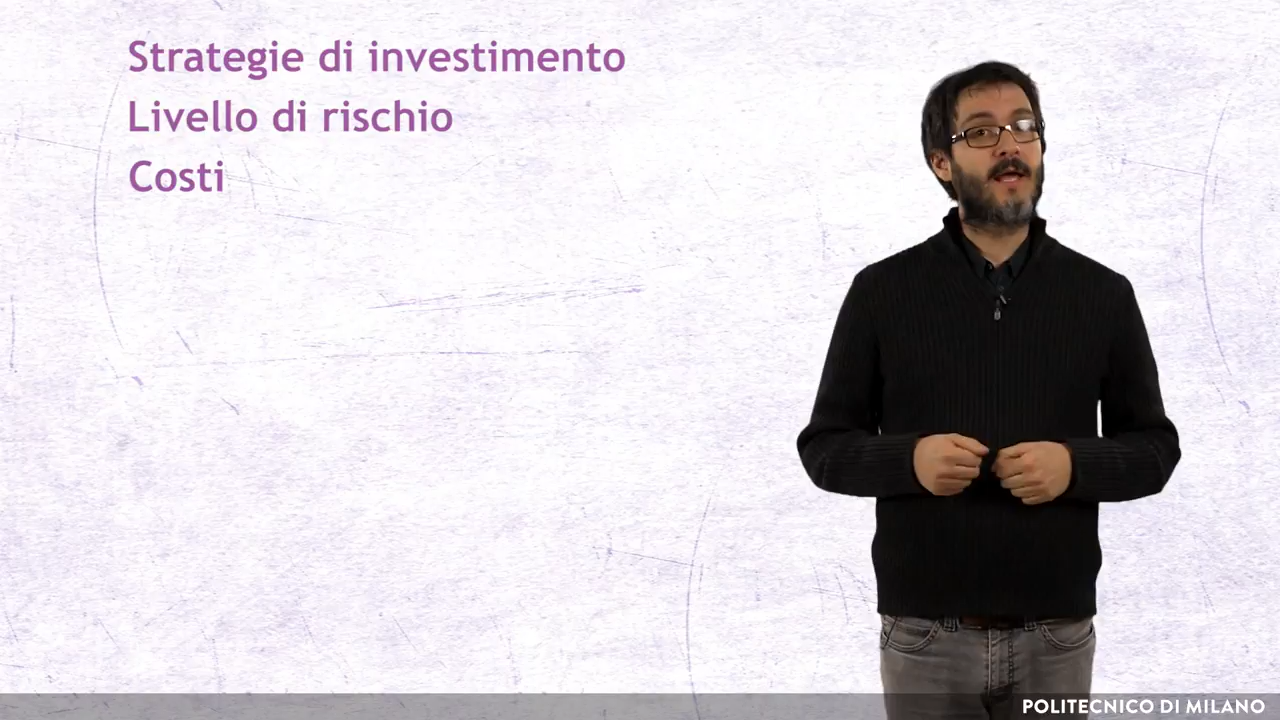 Strategie di investimento
Livello di rischio
Costi
POLITECNICO DI MILANO